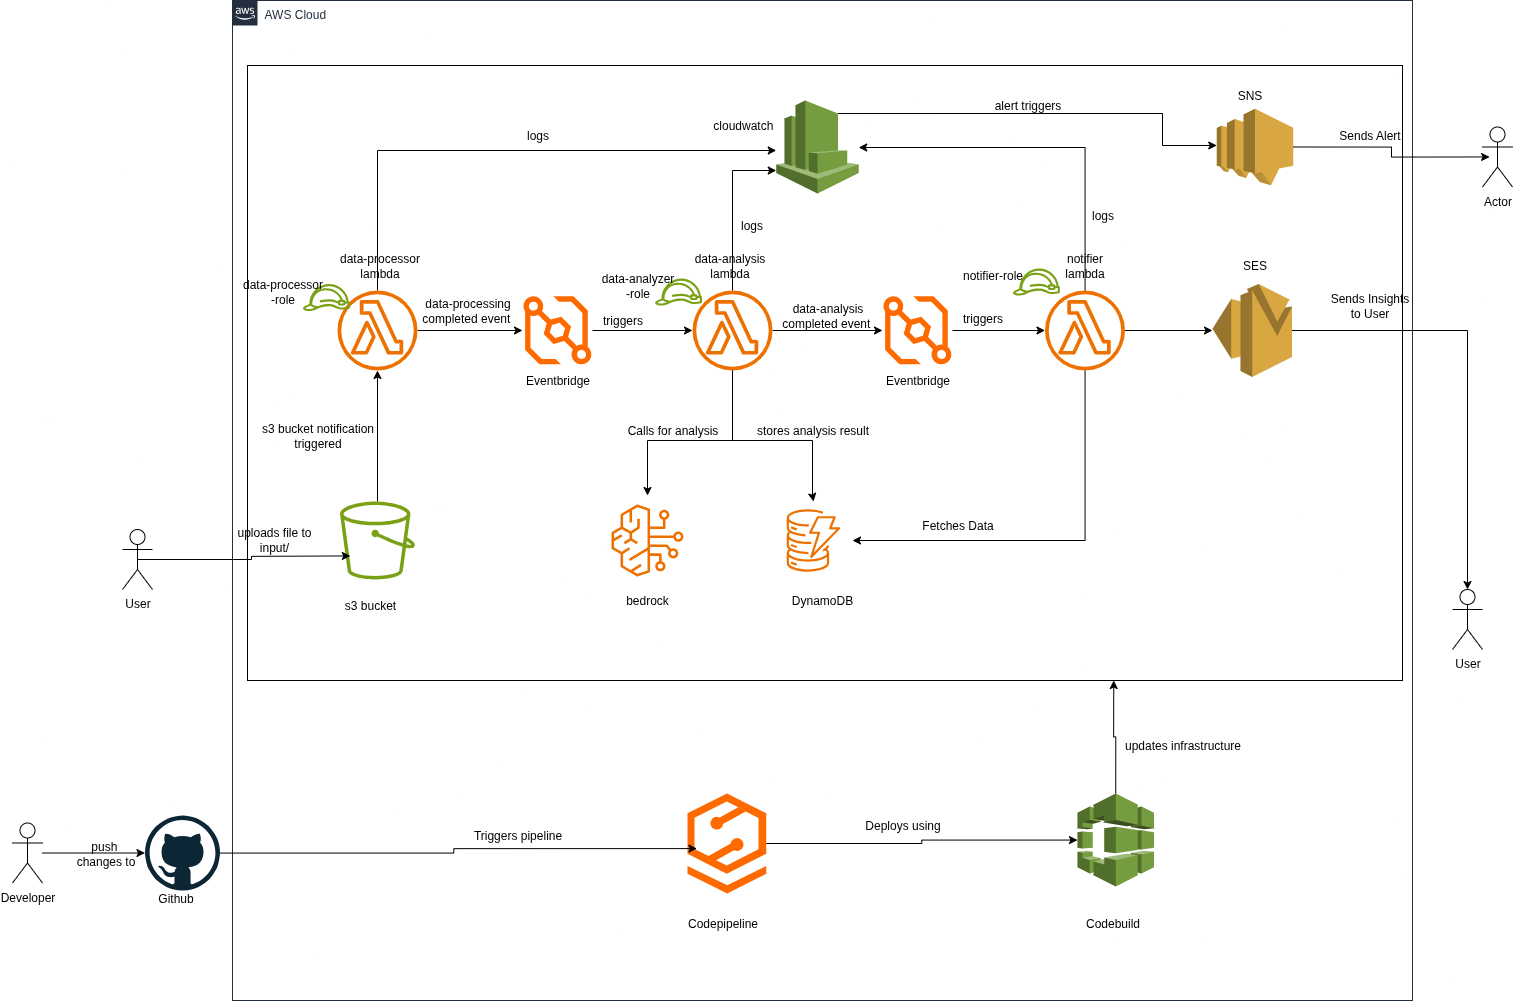 aws
AWS Cloud
SNS
alert triggers
cloudwatch
logs
Sends Alert
Actor
logs
logs
data-processor
lambda
data-analysis
lambda
notifier
lambda
SES
data-processor
-role
data-analyzer
-role
notifier-role
Sends Insights
to User
data-processing
completed event
triggers
data-analysis
completed event
triggers
Eventbridge
Eventbridge
s3 bucket notification
triggered
Calls for analysis
stores analysis result
Fetches Data
uploads file to
input/
User
s3 bucket
bedrock
DynamoDB
User
updates infrastructure
Triggers pipeline
Deploys using
push
changes to
Developer
Github
Codepipeline
Codebuild